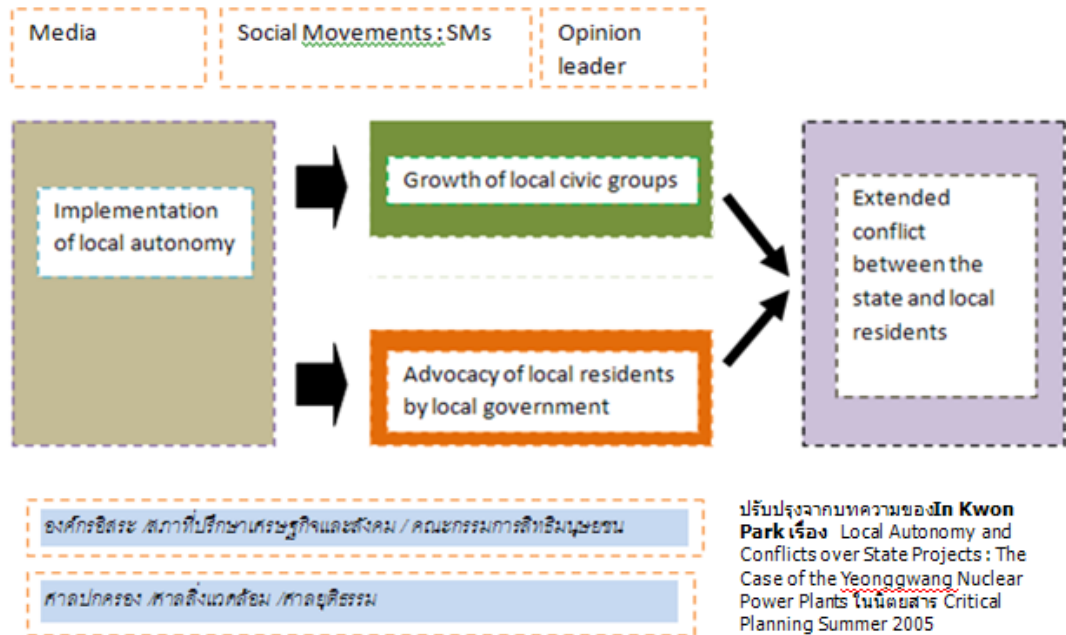 Media
Social Movements : SMs
Opinion
leader
Implementation
of local autonomy
Growth of local civic groups
Advocacy of local residents
by local government
Extended
conflict
between the
state and local
residents
องค์กรอิสระ /สภาที่ปรึกษาเศรษฐกิจและสังคม / คณะกรรมการสิทธิมนุษยชน
ศาลปกครอง /ศาลสิ่งแวดล้อม /ศาลยุติธรรม
ปรับปรุงจากบทความของIn Kwon
Park เรื่อง Local Autonomy and
Conflicts over State Projects : The
Case of the Yeonggwang Nuclear
Power Plants ในนิตยสาร Critical
Planning Summer 2005